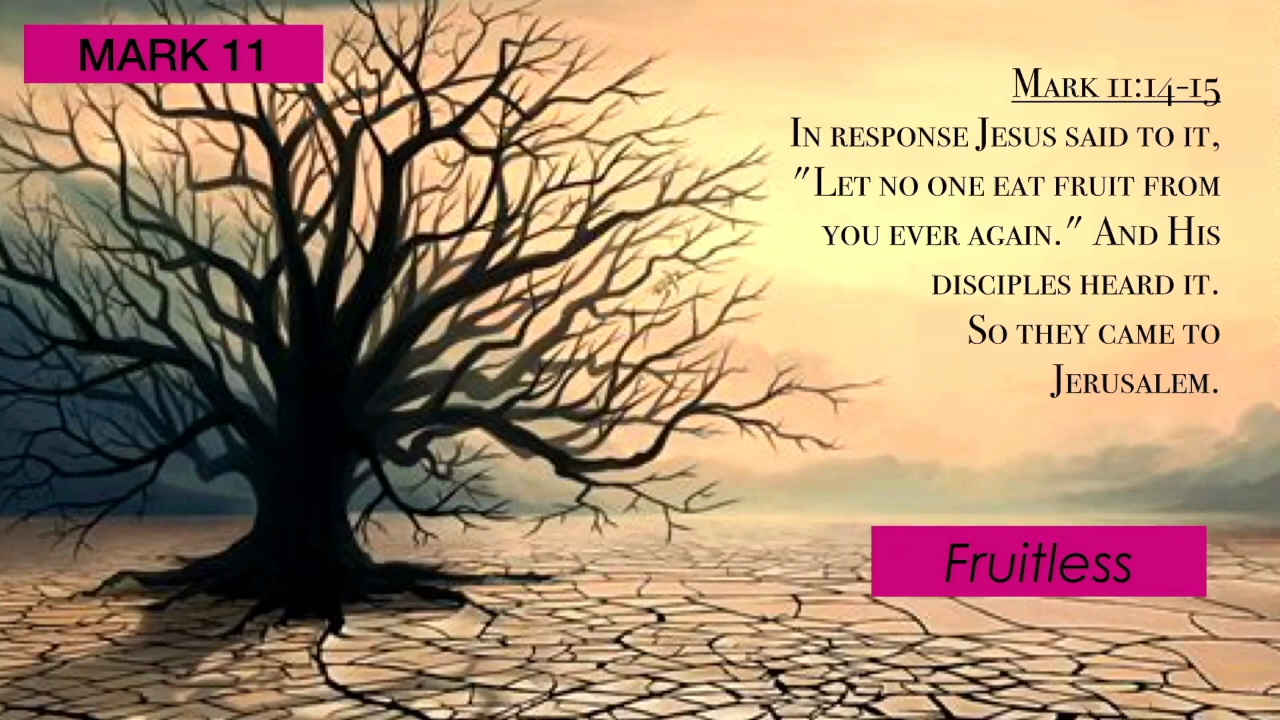 MARK 11
Mark 11:14-15
In response Jesus said to it,
"Let no one eat fruit from
you ever again." And His
disciples heard it.
So they came to
Jerusalem.
Fruitless